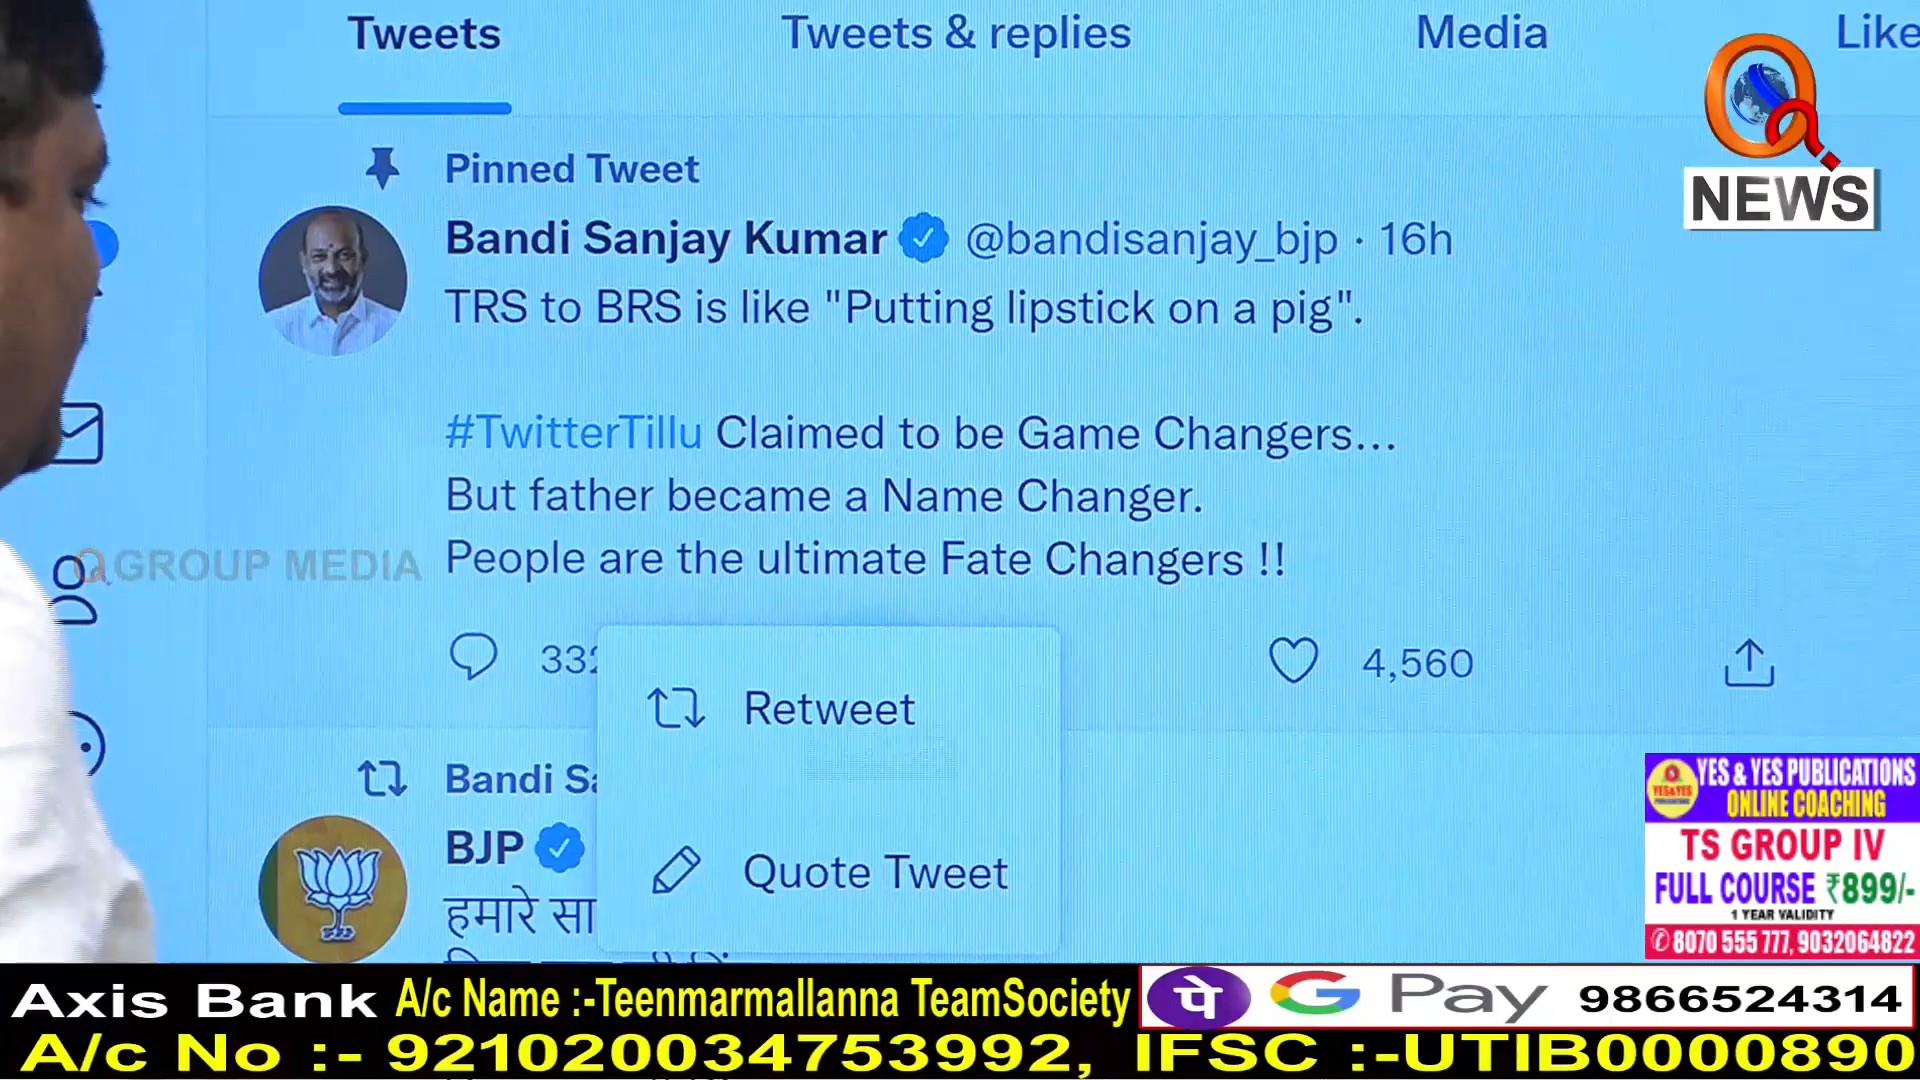 Tweets
Tweets & replies
Media
Like
NEWS
Pinned Tweet
Bandi Sanjay Kumar @bandisanjay_bjp · 16h
TRS to BRS is like "Putting lipstick on a pig".
#TwitterTillu Claimed to be Game Changers...
But father became a Name Changer.
People are the ultimate Fate Changers !!
GROUP MEDIA
332
4,560
Retweet
Bandi Sa
BJP
Quote Tweet
हमारे सा
YES & YES PUBLICATIONS
ONLINE COACHING
TS GROUP IV
FULL COURSE ₹899/-
1 YEAR VALIDITY
8070 555 777, 9032064822
Axis Bank A/c Name :-Teenmarmallanna TeamSociety
पे G Pay 9866524314
A/c No :- 921020034753992, IFSC :-UTIB0000890